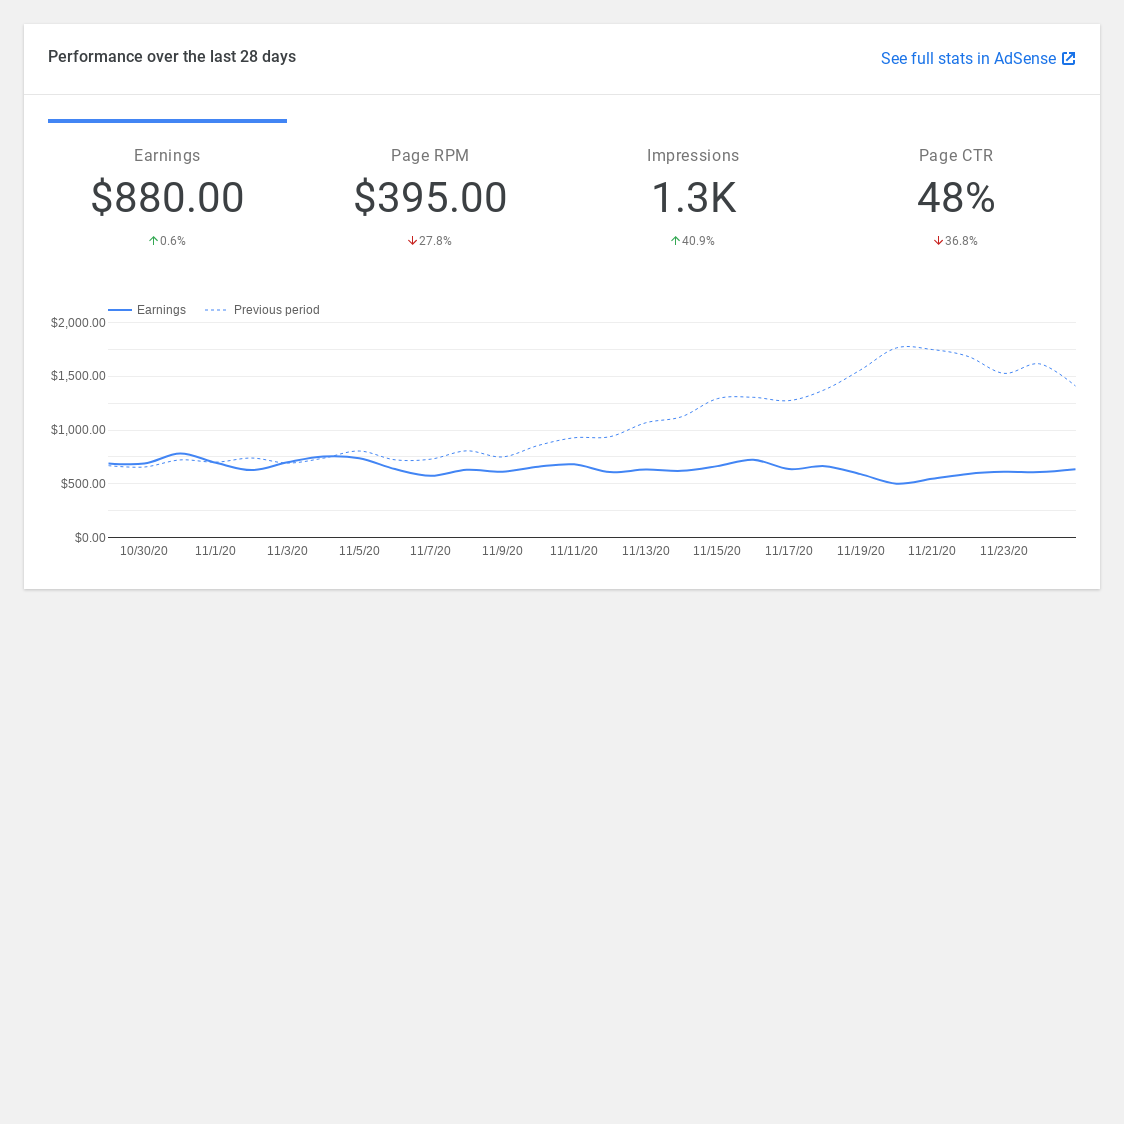 Performance over the last 28 days
See full stats in AdSense
Earnings
$880.00
0.6%
Page RPM
$395.00
27.8%
Impressions
1.3K
40.9%
Page CTR
48%
36.8%
Earnings
Previous period
$2,000.00
$1,500.00
$1,000.00
$500.00
$0.00
10/30/20 11/1/20 11/3/20 11/5/20 11/7/20 11/9/20 11/11/20 11/13/20 11/15/20 11/17/20 11/19/20 11/21/20 11/23/20